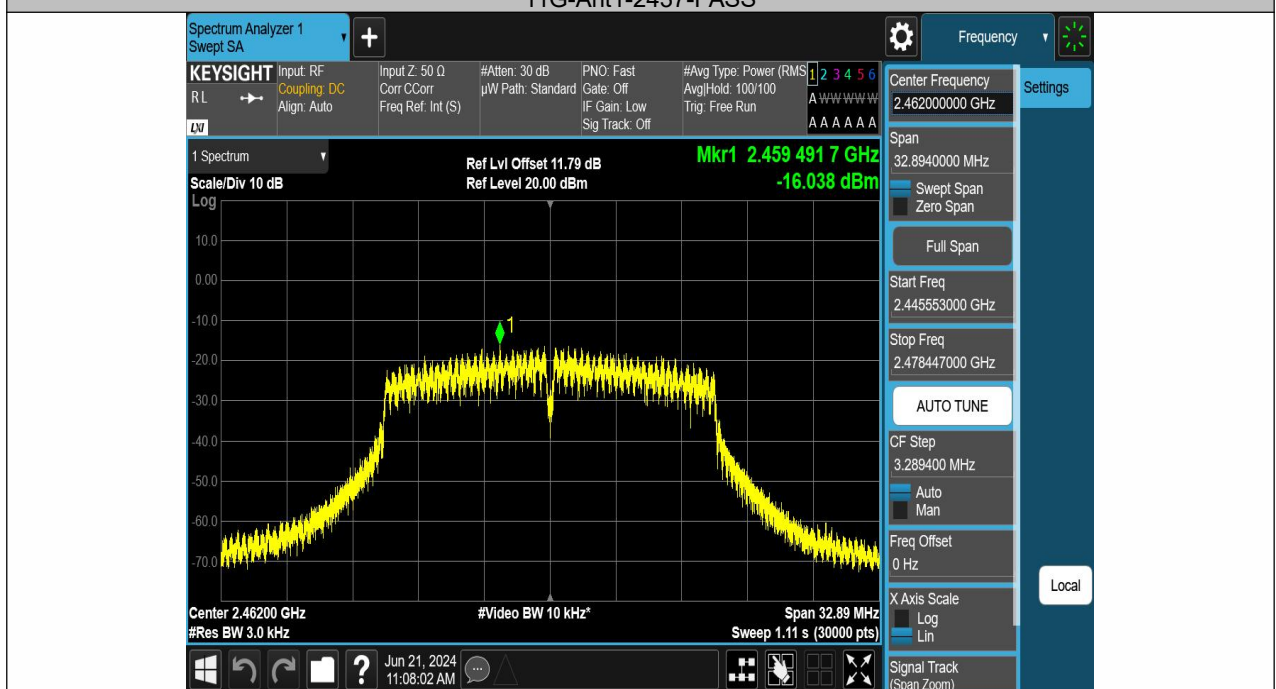 11G-Ant1-2437-PASS
Spectrum Analyzer 1
Swept SA
Frequency
KEYSIGHT
RL
LXI
Input: RF
Coupling: DC
Align: Auto
Input Z: 50 Ω
Corr CCorr
Freq Ref: Int (S)
#Atten: 30 dB
µW Path: Standard
PNO: Fast
Gate: Off
IF Gain: Low
Sig Track: Off
#Avg Type: Power (RMS
Avg|Hold: 100/100
Trig: Free Run
1 2 3 4 5 6
A W W W W W
A A A A A A
Center Frequency
2.462000000 GHz
Settings
Span
32.8940000 MHz
Swept Span
Zero Span
Full Span
Start Freq
2.445553000 GHz
Stop Freq
2.478447000 GHz
AUTO TUNE
CF Step
3.289400 MHz
Auto
Man
Freq Offset
0 Hz
X Axis Scale
Log
Lin
Local
Signal Track
(Span Zoom)
1 Spectrum
Scale/Div 10 dB
Log
Ref Lvl Offset 11.79 dB
Ref Level 20.00 dBm
Mkr1 2.459 491 7 GHz
-16.038 dBm
10.0
0.00
-10.0
1
-20.0
-30.0
-40.0
-50.0
-60.0
-70.0
Center 2.46200 GHz
#Video BW 10 kHz*
Span 32.89 MHz
#Res BW 3.0 kHz
Sweep 1.11 s (30000 pts)
?
Jun 21, 2024
11:08:02 AM